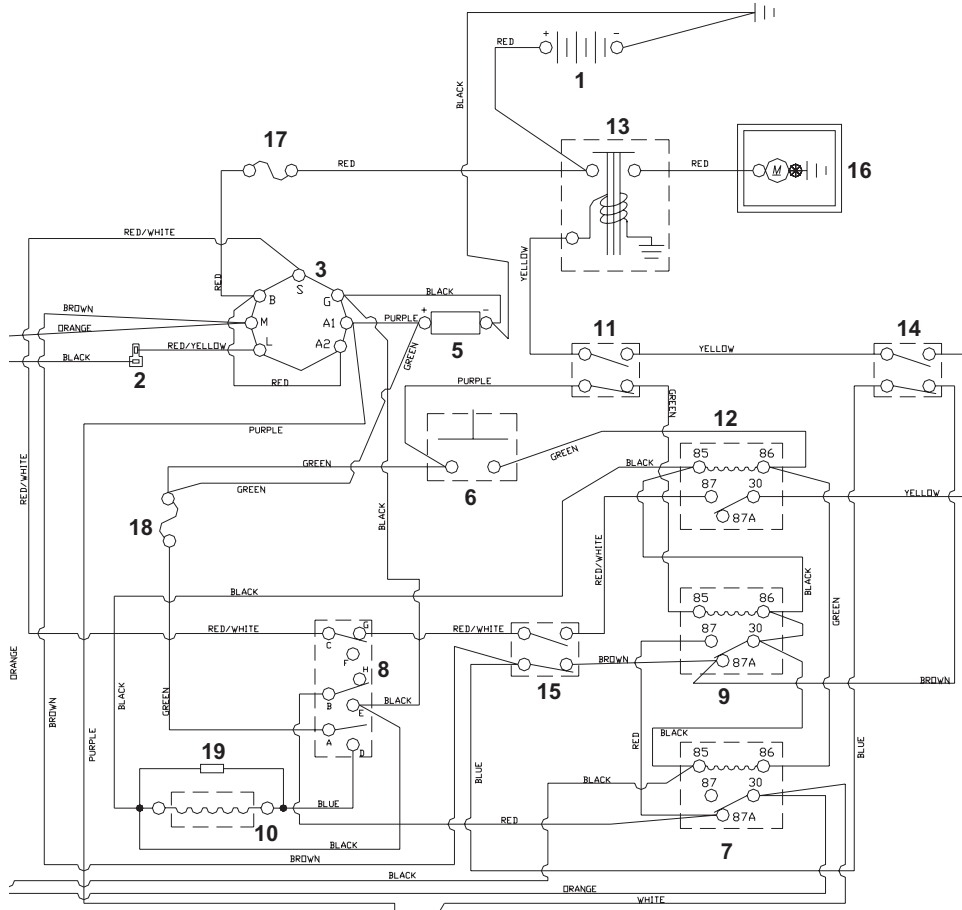 RED
+
-
1
BLACK
17
RED
13
RED
M
16
RED/WHITE
3
S
YELLOW
RED
B
G
BLACK
BROWN
M
A1
PURPLE
+
-
ORANGE
11
14
L
A2
5
RED/YELLOW
YELLOW
BLACK
GREEN
2
RED
PURPLE
GREEN
12
PURPLE
GREEN
BLACK
85
86
RED/WHITE
GREEN
GREEN
6
87
30
YELLOW
87A
18
BLACK
RED/WHITE
BLACK
GREEN
BLACK
85
86
RED/WHITE
C
G
RED/WHITE
87
30
F
8
H
BROWN
87A
ORANGE
BLACK
GREEN
B
E
BLACK
15
9
BROWN
BROWN
A
D
RED
BLACK
85
86
BLUE
PURPLE
19
BLUE
BLACK
87
30
BLUE
RED
87A
10
BLACK
7
BROWN
BLACK
ORANGE
WHITE